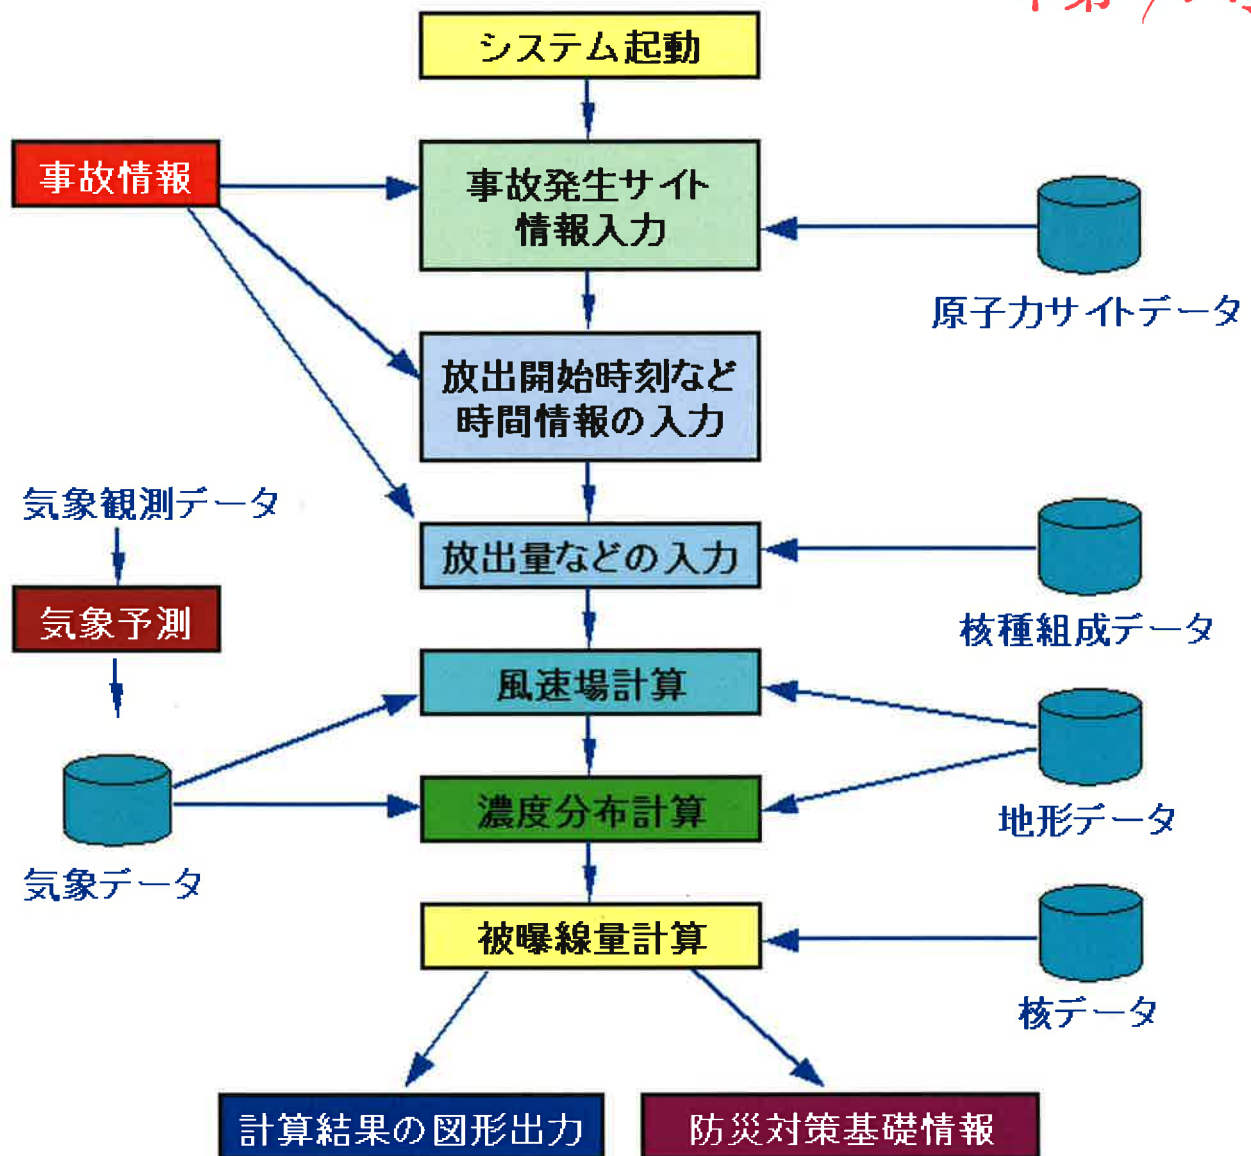 システム起動
事故情報
事故発生サイト
情報入力
原子力サイトデータ
放出開始時刻など
時間情報の入力
気象観測データ
放出量などの入力
気象予測
核種組成データ
風速場計算
濃度分布計算
地形データ
気象データ
被曝線量計算
核データ
計算結果の図形出力
防災対策基礎情報